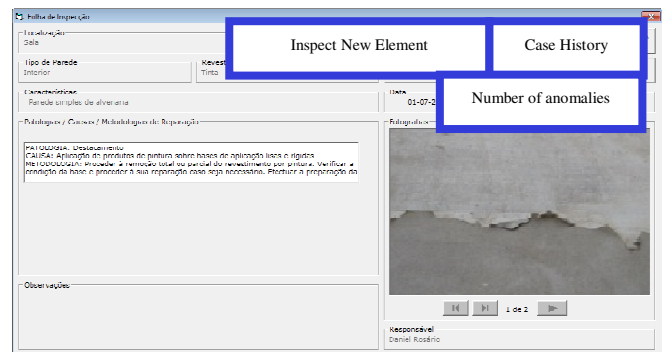 Folha de Inspecção
Localização
Sala
Inspect New Element
Case History
Tipo de Parede
Interior
Revest
Tinta
Number of anomalies
Características
Parede simples de alvenaria
Data
01-07-2
Patologias / Causas / Metodologias de Reparação
Fotografias
PATOLOGIA: Destacamento
CAUSA: Aplicação de produtos de pintura sobre bases de aplicação lisas e rígidas
METODOLOGIA: Proceder à remoção total ou parcial do revestimento por pintura. Verificar a
condição da base e proceder à sua reparação caso seja necessário. Efectuar a preparação da
Observações
1 de 2
Responsável
Daniel Rosário